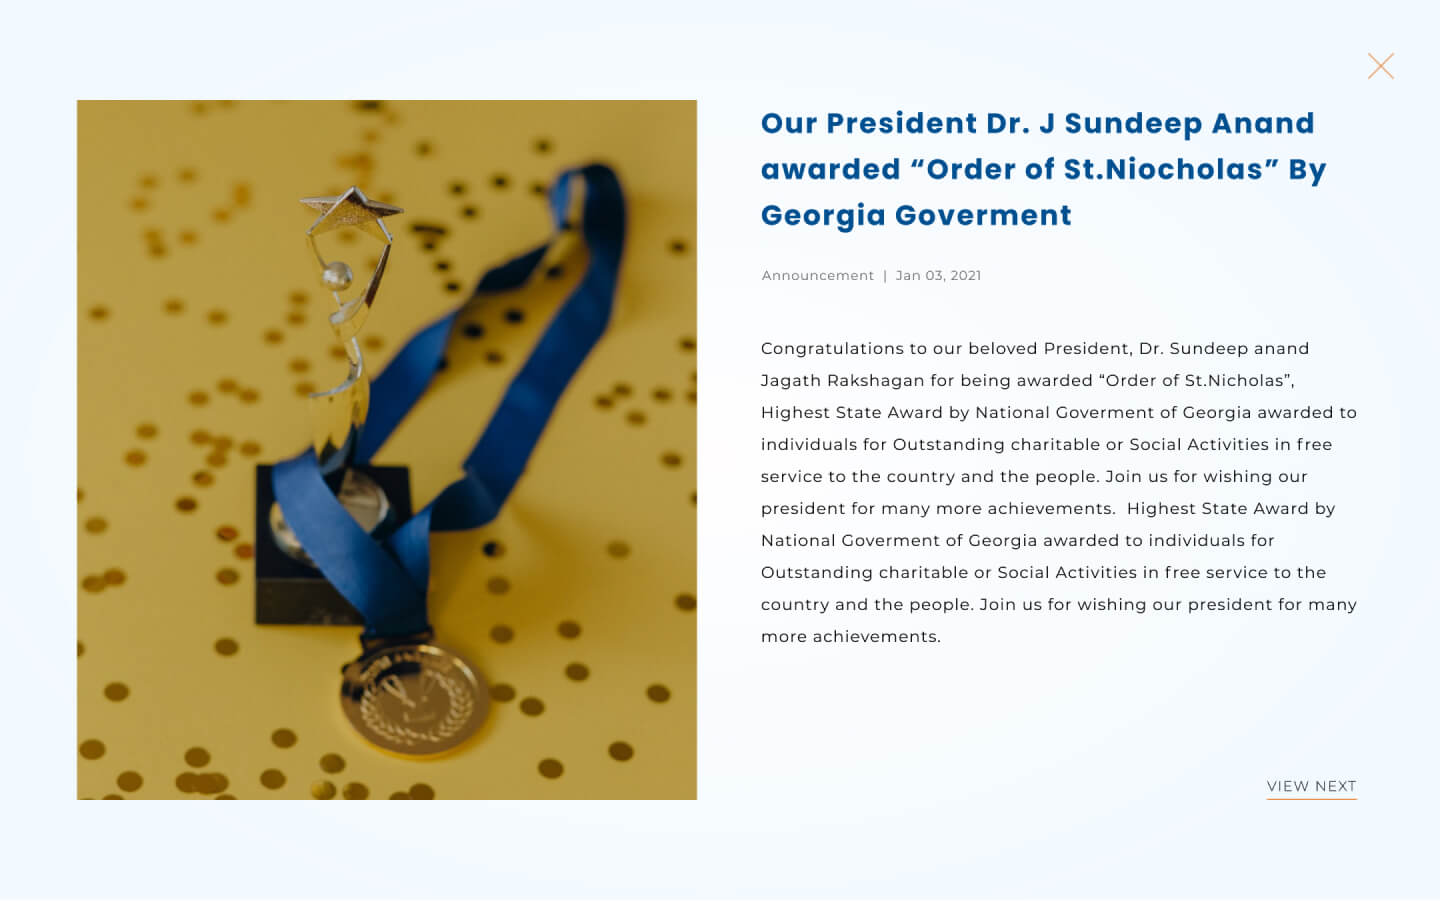 Our President Dr. J Sundeep Anand
awarded “Order of St.Niocholas” By
Georgia Goverment
Announcement | Jan 03, 2021
Congratulations to our beloved President, Dr. Sundeep anand
Jagath Rakshagan for being awarded “Order of St.Nicholas”,
Highest State Award by National Goverment of Georgia awarded to
individuals for Outstanding charitable or Social Activities in free
service to the country and the people. Join us for wishing our
president for many more achievements.  Highest State Award by
National Goverment of Georgia awarded to individuals for
Outstanding charitable or Social Activities in free service to the
country and the people. Join us for wishing our president for many
more achievements.
VIEW NEXT